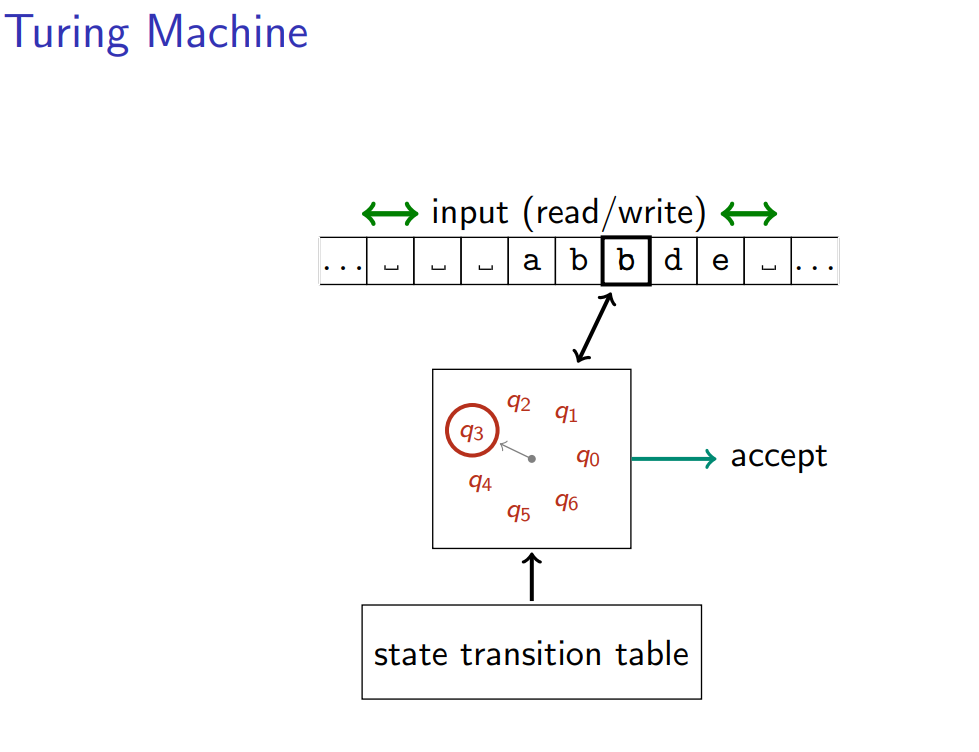 Turing Machine
input (read/write)
... ␣ ␣ ␣ a b b d e ␣ ...
q2 q1
q3
q0
q4
q6
q5
accept
state transition table